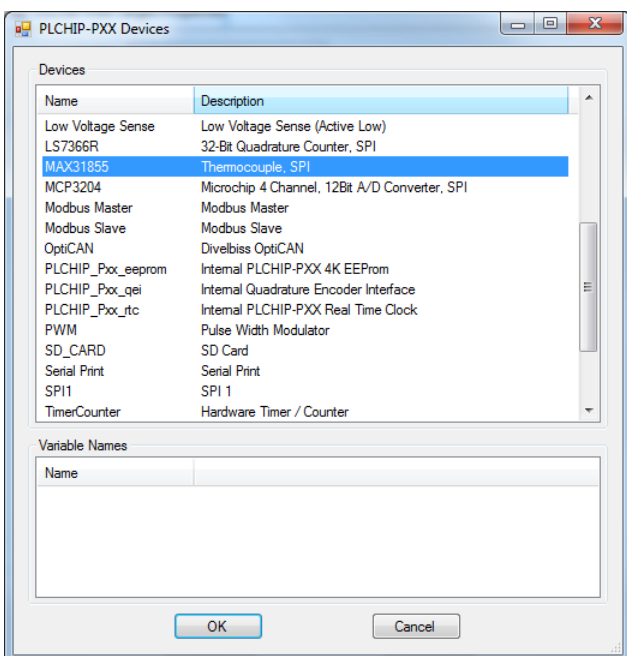 PLCHIP-PXX Devices
Devices
Name Description
Low Voltage Sense Low Voltage Sense (Active Low)
LS7366R 32-Bit Quadrature Counter, SPI
MAX31855 Thermocouple, SPI
MCP3204 Microchip 4 Channel, 12Bit A/D Converter, SPI
Modbus Master Modbus Master
Modbus Slave Modbus Slave
OptiCAN Divelbiss OptiCAN
PLCHIP_Pxx_eeprom Internal PLCHIP-PXX 4K EEProm
PLCHIP_Pxx_qei Internal Quadrature Encoder Interface
PLCHIP_Pxx_rtc Internal PLCHIP-PXX Real Time Clock
PWM Pulse Width Modulator
SD_CARD SD Card
Serial Print Serial Print
SPI1 SPI 1
TimerCounter Hardware Timer / Counter
Variable Names
Name
OK Cancel